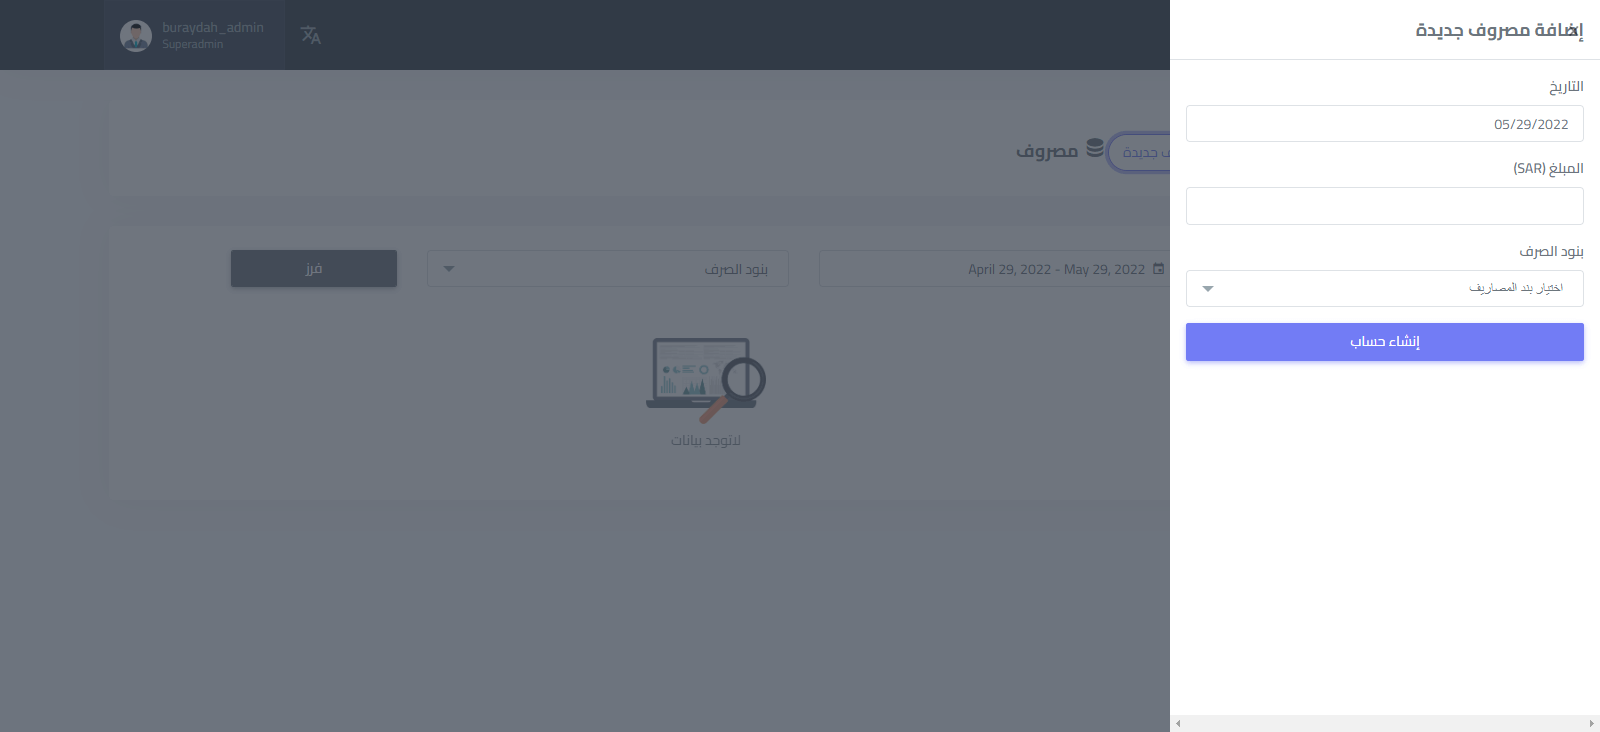 buraydah_admin
Superadmin
إضافة مصروف جديدة
التاريخ
05/29/2022
المبلغ (SAR)
بنود الصرف
اختيار بند المصاريف
إنشاء حساب
جديدة
مصروف
April 29, 2022 - May 29, 2022
بنود الصرف
فرز
لاتوجد بيانات